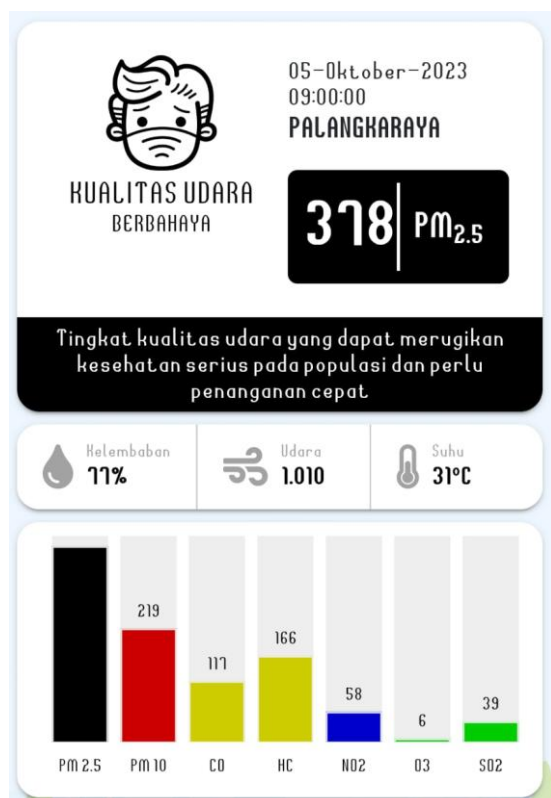 05-Oktober-2023
09:00:00
PALANGKARAYA
KUALITAS UDARA
BERBAHAYA
378 PM2.5
Tingkat kualitas udara yang dapat merugikan
kesehatan serius pada populasi dan perlu
penanganan cepat
Kelembaban
77%
Udara
1.010
Suhu
31°C
219
117
166
58
6
39
PM 2.5 PM 10 CO HC NO2 O3 SO2